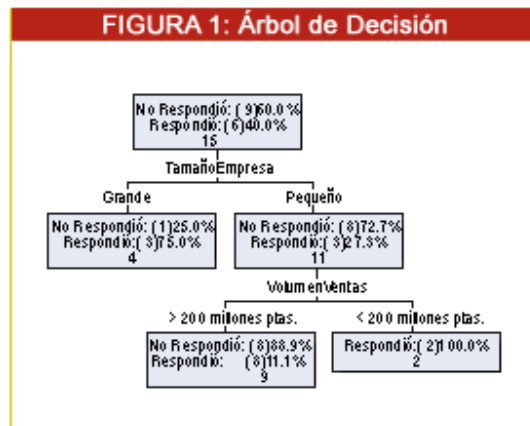 FIGURA 1: Árbol de Decisión
No Respondió: ( 9)60.0%
Respondió: ( 6)40.0%
15
TamañoEmpresa
Grande
Pequeño
No Respondió: ( 1)25.0%
Respondió:( 3)75.0%
4
No Respondió: ( 8)72.7%
Respondió:( 3)27.3%
11
VolumenVentas
> 200 millones ptas.
< 200 millones ptas.
No Respondió: ( 8)88.9%
Respondió: ( 8)11.1%
9
Respondió:( 2)100.0%
2